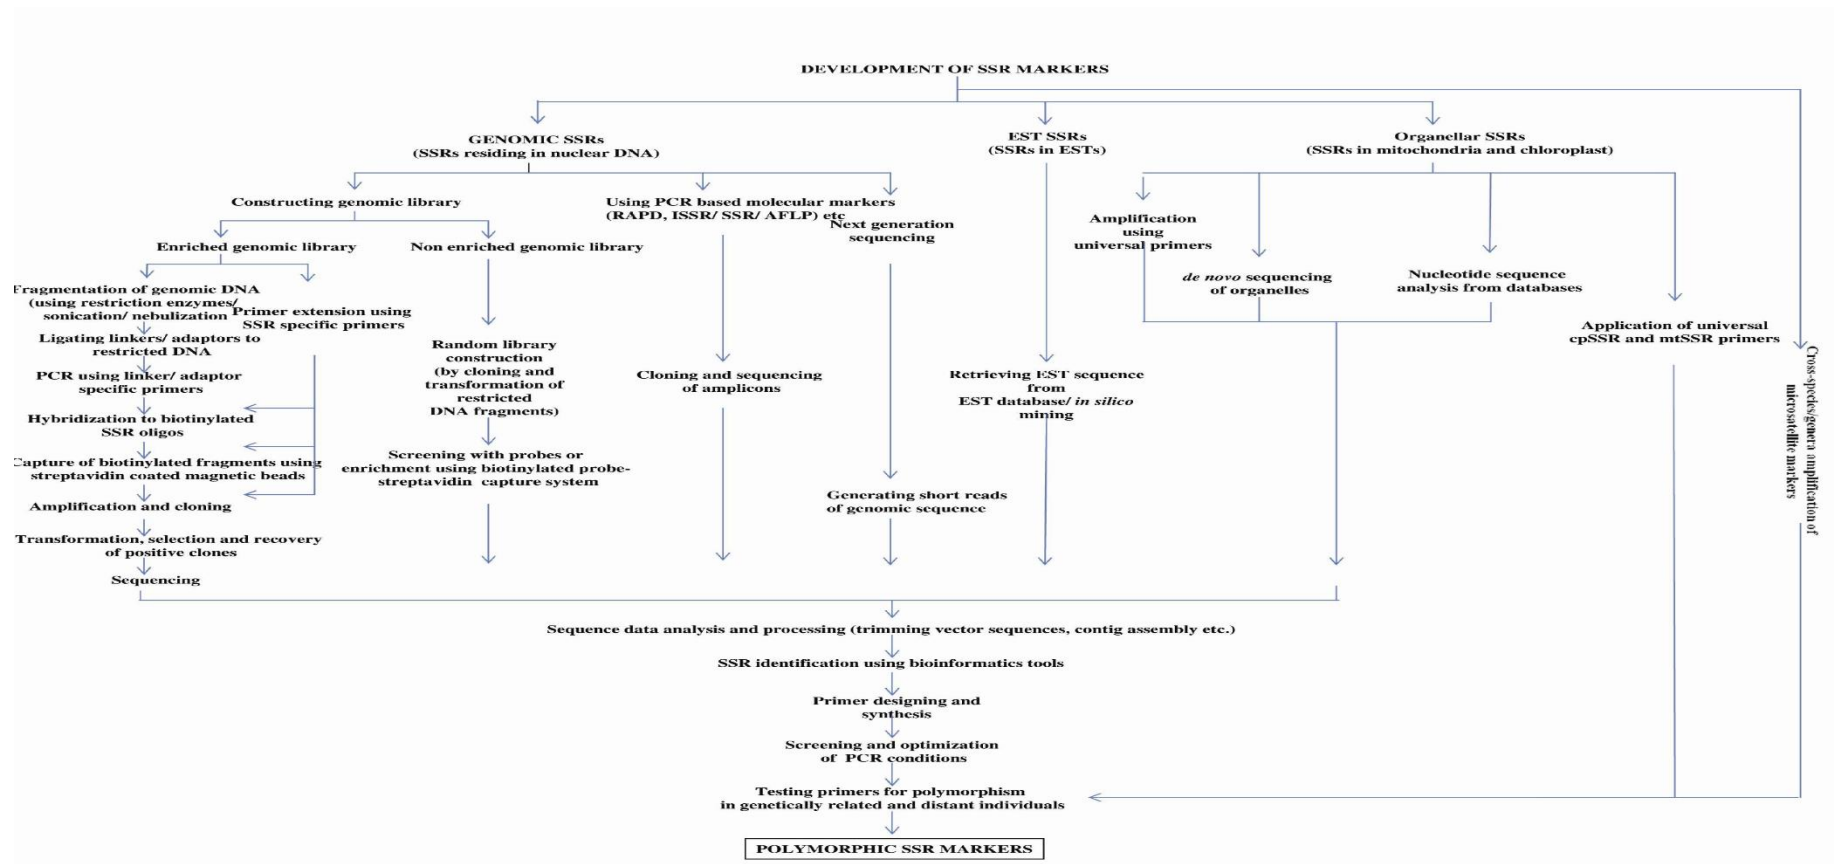 DEVELOPMENT OF SSR MARKERS
GENOMIC SSRs
(SSRs residing in nuclear DNA)
EST SSRs
(SSRs in ESTs)
Organellar SSRs
(SSRs in mitochondria and chloroplast)
Constructing genomic library
Using PCR based molecular markers
(RAPD, ISSR/ SSR/ AFLP) etc
Next generation
sequencing
Amplification
using
universal primers
Enriched genomic library
Non enriched genomic library
de novo sequencing
of organelles
Nucleotide sequence
analysis from databases
Fragmentation of genomic DNA
(using restriction enzymes/
sonication/ nebulization
Primer extension using
SSR specific primers
Application of universal
cpSSR and mtSSR primers
Cross-species/genera amplification of
microsatellite markers
Ligating linkers/ adaptors to
restricted DNA
Random library
construction
(by cloning and
transformation of
restricted
DNA fragments)
PCR using linker/ adaptor
specific primers
Cloning and sequencing
of amplicons
Retrieving EST sequence
from
EST database/ in silico
mining
Hybridization to biotinylated
SSR oligos
Capture of biotinylated fragments using
streptavidin coated magnetic beads
Screening with probes or
enrichment using biotinylated probe-
streptavidin capture system
Generating short reads
of genomic sequence
Amplification and cloning
Transformation, selection and recovery
of positive clones
Sequencing
Sequence data analysis and processing (trimming vector sequences, contig assembly etc.)
SSR identification using bioinformatics tools
Primer designing and
synthesis
Screening and optimization
of PCR conditions
Testing primers for polymorphism
in genetically related and distant individuals
POLYMORPHIC SSR MARKERS